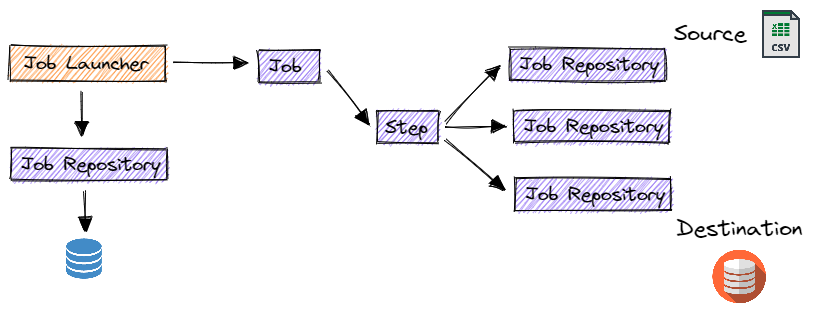 Source
CSV
Job Launcher
Job
Job Repository
Step
Job Repository
Job Repository
Job Repository
Destination